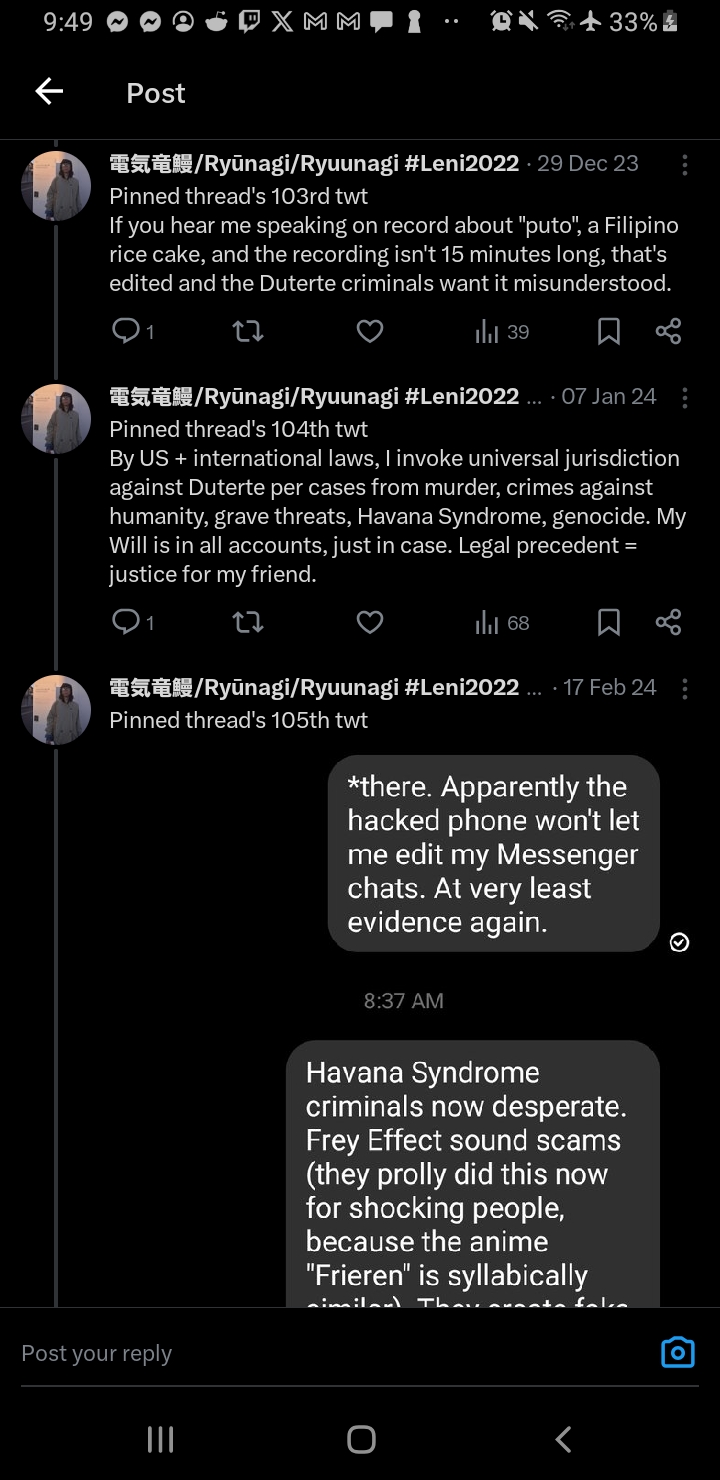 9:49
33%
Post
電気竜鰻/Ryūnagi/Ryuunagi #Leni2022 · 29 Dec 23
Pinned thread's 103rd twt
If you hear me speaking on record about "puto", a Filipino
rice cake, and the recording isn't 15 minutes long, that's
edited and the Duterte criminals want it misunderstood.
1
39
電気竜鰻/Ryūnagi/Ryuunagi #Leni2022 ... · 07 Jan 24
Pinned thread's 104th twt
By US + international laws, I invoke universal jurisdiction
against Duterte per cases from murder, crimes against
humanity, grave threats, Havana Syndrome, genocide. My
Will is in all accounts, just in case. Legal precedent =
justice for my friend.
1
68
電気竜鰻/Ryūnagi/Ryuunagi #Leni2022 ... · 17 Feb 24
Pinned thread's 105th twt
*there. Apparently the
hacked phone won't let
me edit my Messenger
chats. At very least
evidence again.
8:37 AM
Havana Syndrome
criminals now desperate.
Frey Effect sound scams
(they prolly did this now
for shocking people,
because the anime
"Frieren" is syllabically
similar). They create fake
Post your reply